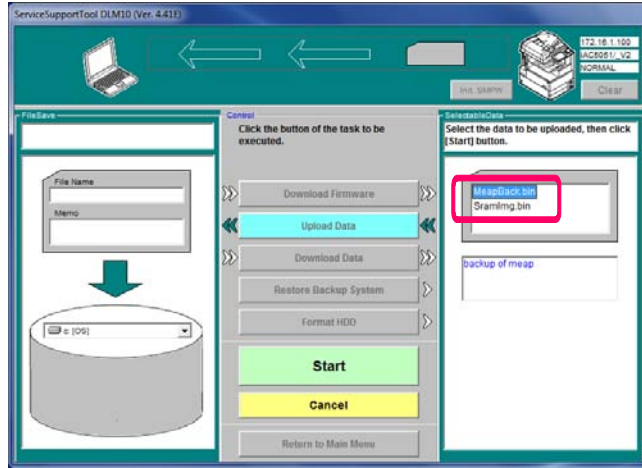 ServiceSupportTool DLM10 (Ver. 4.41E)
172.16.1.100
iAC5051/_V2
NORMAL
Init. SMPW
Clear
FileSave
File Name
Memo
c: [OS]
Control
Click the button of the task to be
executed.
Download Firmware
Upload Data
Download Data
Restore Backup System
Format HDD
Start
Cancel
Return to Main Menu
SelectableData
Select the data to be uploaded, then click
[Start] button.
MeapBack.bin
SramImg.bin
backup of meap